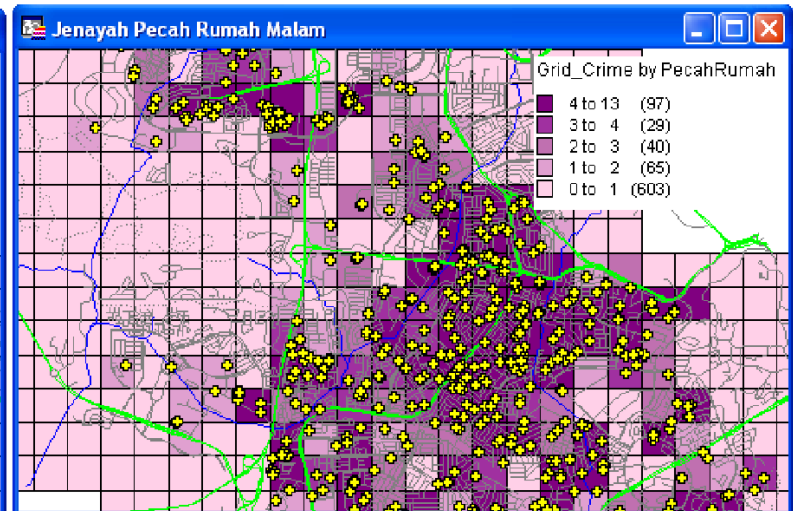 Jenayah Pecah Rumah Malam
Grid_Crime by PecahRumah
4 to 13 (97)
3 to 4 (29)
2 to 3 (40)
1 to 2 (65)
0 to 1 (603)